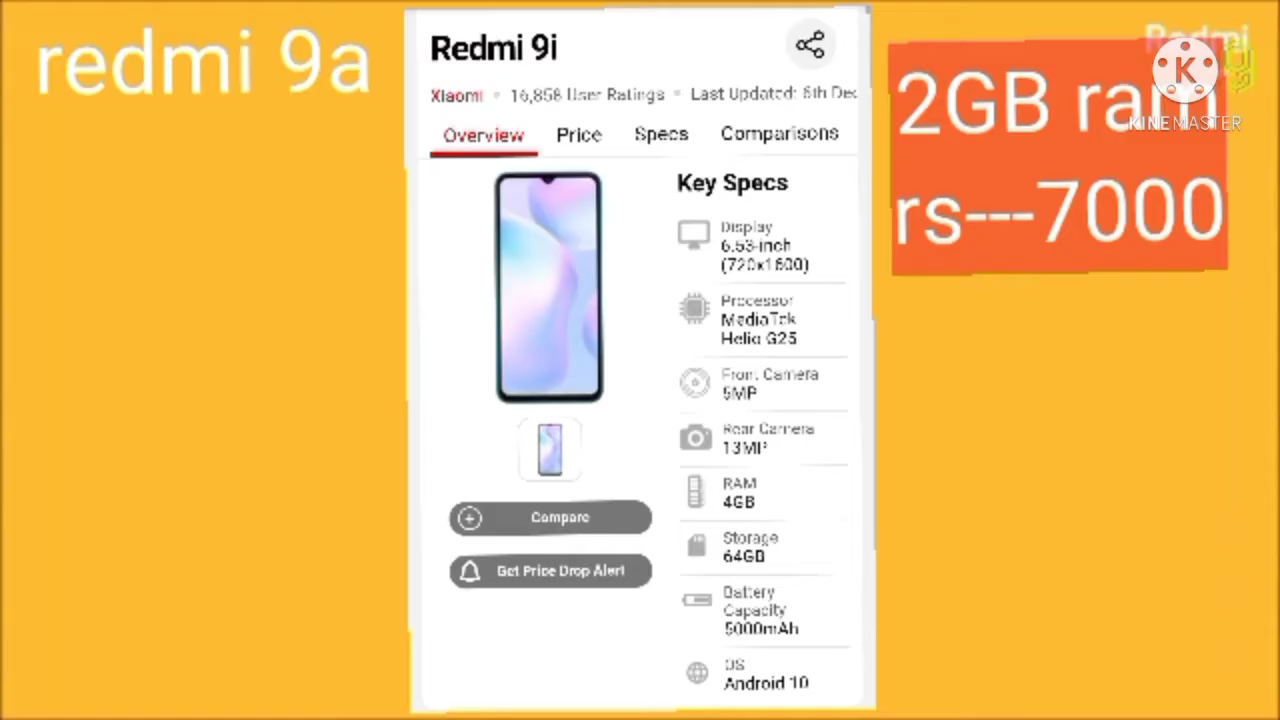 redmi 9a
Redmi 9i
Xiaomi • 16,858 User Ratings • Last Updated: 6th Dec
Overview Price Specs Comparisons
Key Specs
Display
6.53-inch
(720x1600)
Processor
MediaTek
Helio G25
Front Camera
5MP
Rear Camera
13MP
RAM
4GB
Storage
64GB
Battery
Capacity
5000mAh
OS
Android 10
Compare
Get Price Drop Alert
Redmi
2GB ram
rs---7000
K
KINEMASTER